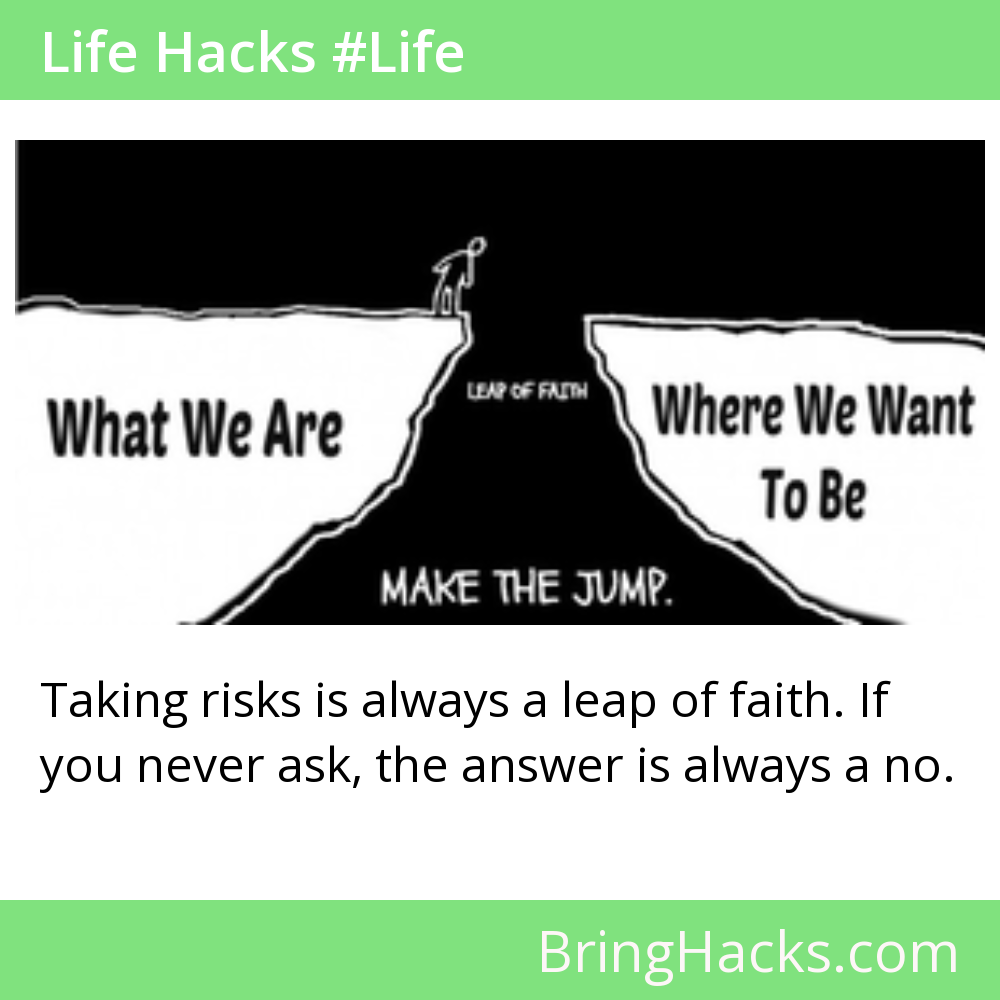 Life Hacks #Life
LEAP OF FAITH
What We Are
Where We Want
To Be
MAKE THE JUMP.
Taking risks is always a leap of faith. If
you never ask, the answer is always a no.
BringHacks.com